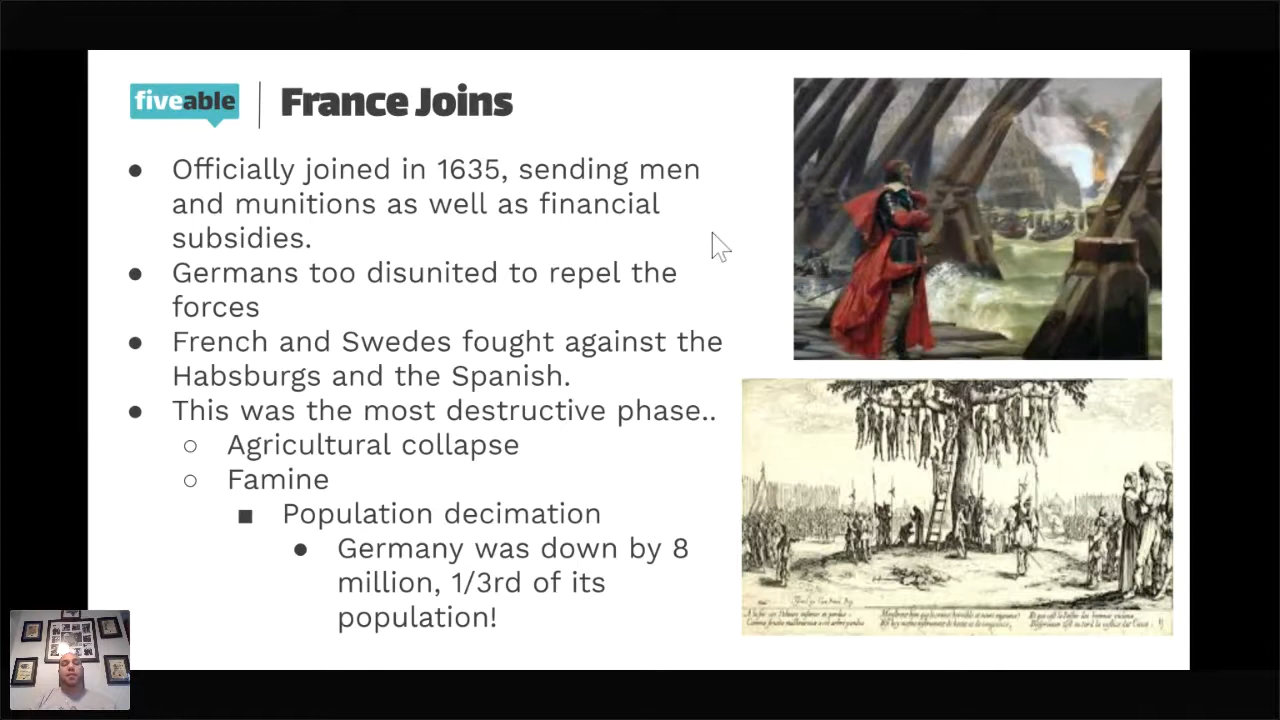 fiveable
France Joins
● Officially joined in 1635, sending men
and munitions as well as financial
subsidies.
● Germans too disunited to repel the
forces
● French and Swedes fought against the
Habsburgs and the Spanish.
● This was the most destructive phase..
○ Agricultural collapse
○ Famine
■ Population decimation
● Germany was down by 8
million, 1/3rd of its
population!